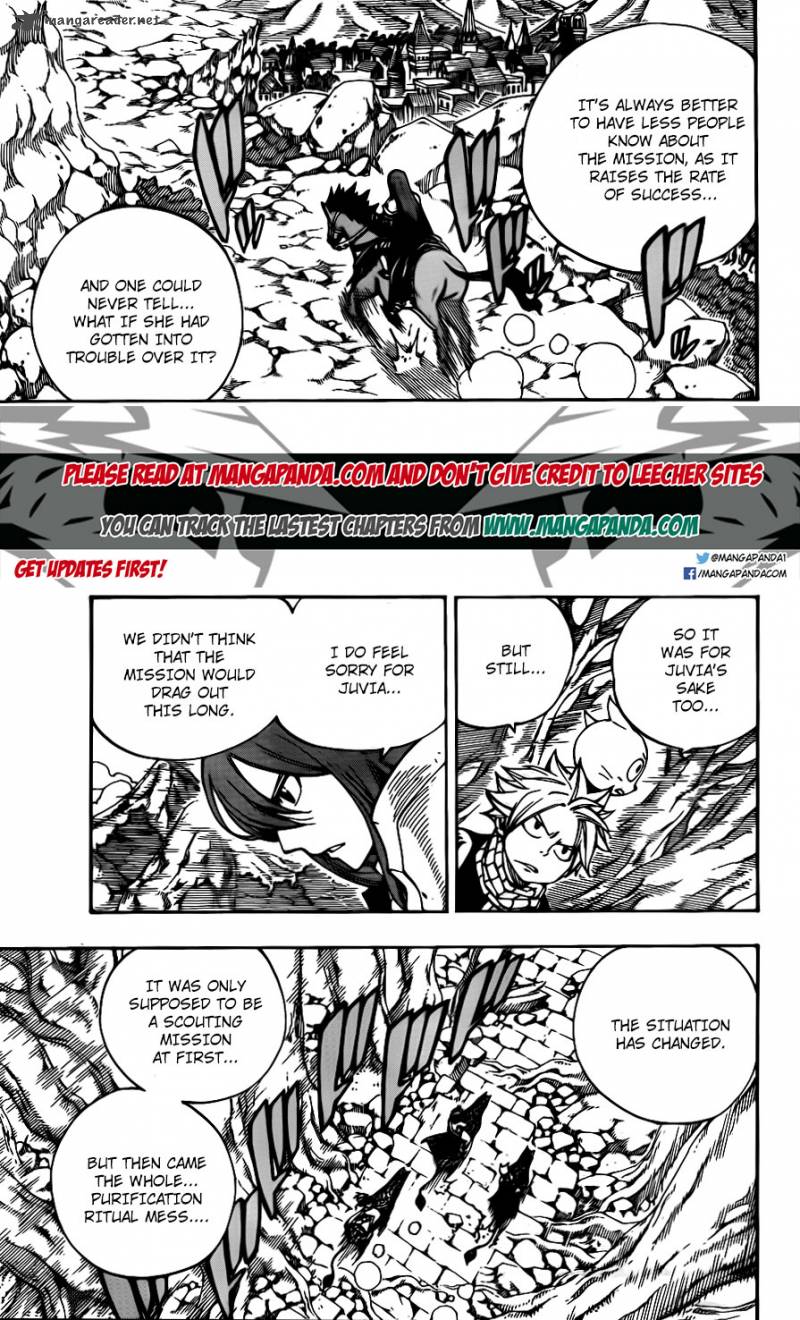 mangareader.net
IT'S ALWAYS BETTER
TO HAVE LESS PEOPLE
KNOW ABOUT
THE MISSION, AS IT
RAISES THE RATE
OF SUCCESS...
AND ONE COULD
NEVER TELL...
WHAT IF SHE HAD
GOTTEN INTO
TROUBLE OVER IT?
PLEASE READ AT MANGAPANDA.COM AND DON'T GIVE CREDIT TO LEECHER SITES
YOU CAN TRACK THE LASTEST CHAPTERS FROM WWW.MANGAPANDA.COM
GET UPDATES FIRST!
@MANGAPANDA1
/MANGAPANDACOM
SO IT
WAS FOR
JUVIA'S
SAKE
TOO...
BUT
STILL...
I DO FEEL
SORRY FOR
JUVIA...
WE DIDN'T THINK
THAT THE
MISSION WOULD
DRAG OUT
THIS LONG.
THE SITUATION
HAS CHANGED.
IT WAS ONLY
SUPPOSED TO BE
A SCOUTING
MISSION
AT FIRST...
BUT THEN CAME
THE WHOLE...
PURIFICATION
RITUAL MESS....